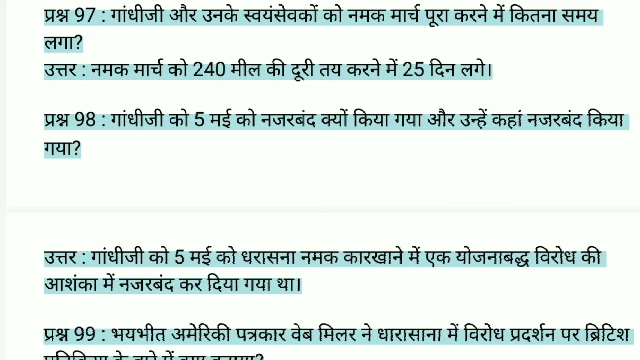 प्रश्न 97 : गांधीजी और उनके स्वयंसेवकों को नमक मार्च पूरा करने में कितना समय
लगा?
उत्तर : नमक मार्च को 240 मील की दूरी तय करने में 25 दिन लगे।
प्रश्न 98 : गांधीजी को 5 मई को नजरबंद क्यों किया गया और उन्हें कहां नजरबंद किया
गया?
उत्तर : गांधीजी को 5 मई को धरासना नमक कारखाने में एक योजनाबद्ध विरोध की
आशंका में नजरबंद कर दिया गया था।
प्रश्न 99 : भयभीत अमेरिकी पत्रकार वेब मिलर ने धारासाना में विरोध प्रदर्शन पर ब्रिटिश